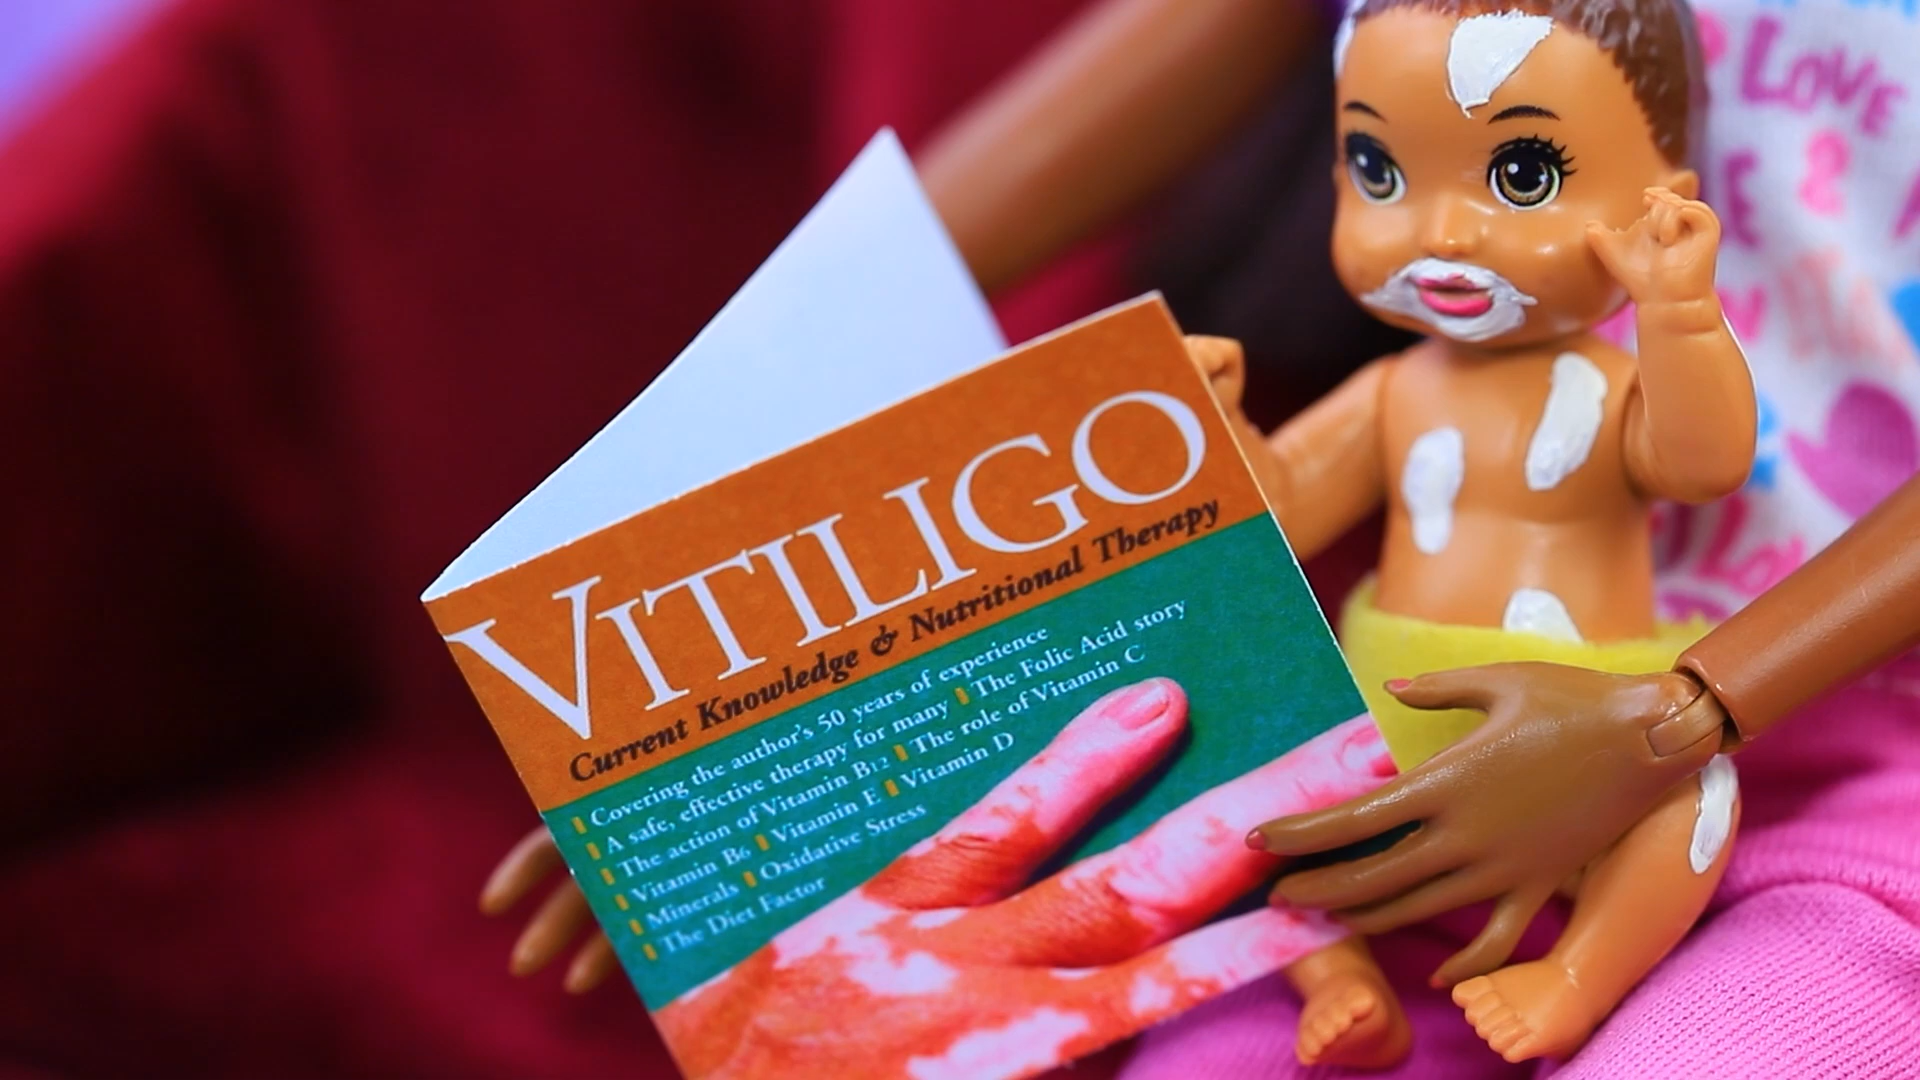 VITILIGO
Current Knowledge & Nutritional Therapy
Covering the author's 50 years of experience
A safe, effective therapy for many ▮ The Folic Acid story
The action of Vitamin B12 ▮ The role of Vitamin C
Vitamin B6 ▮ Vitamin E ▮ Vitamin D
Minerals ▮ Oxidative Stress
The Diet Factor
LOVE
&
Lo